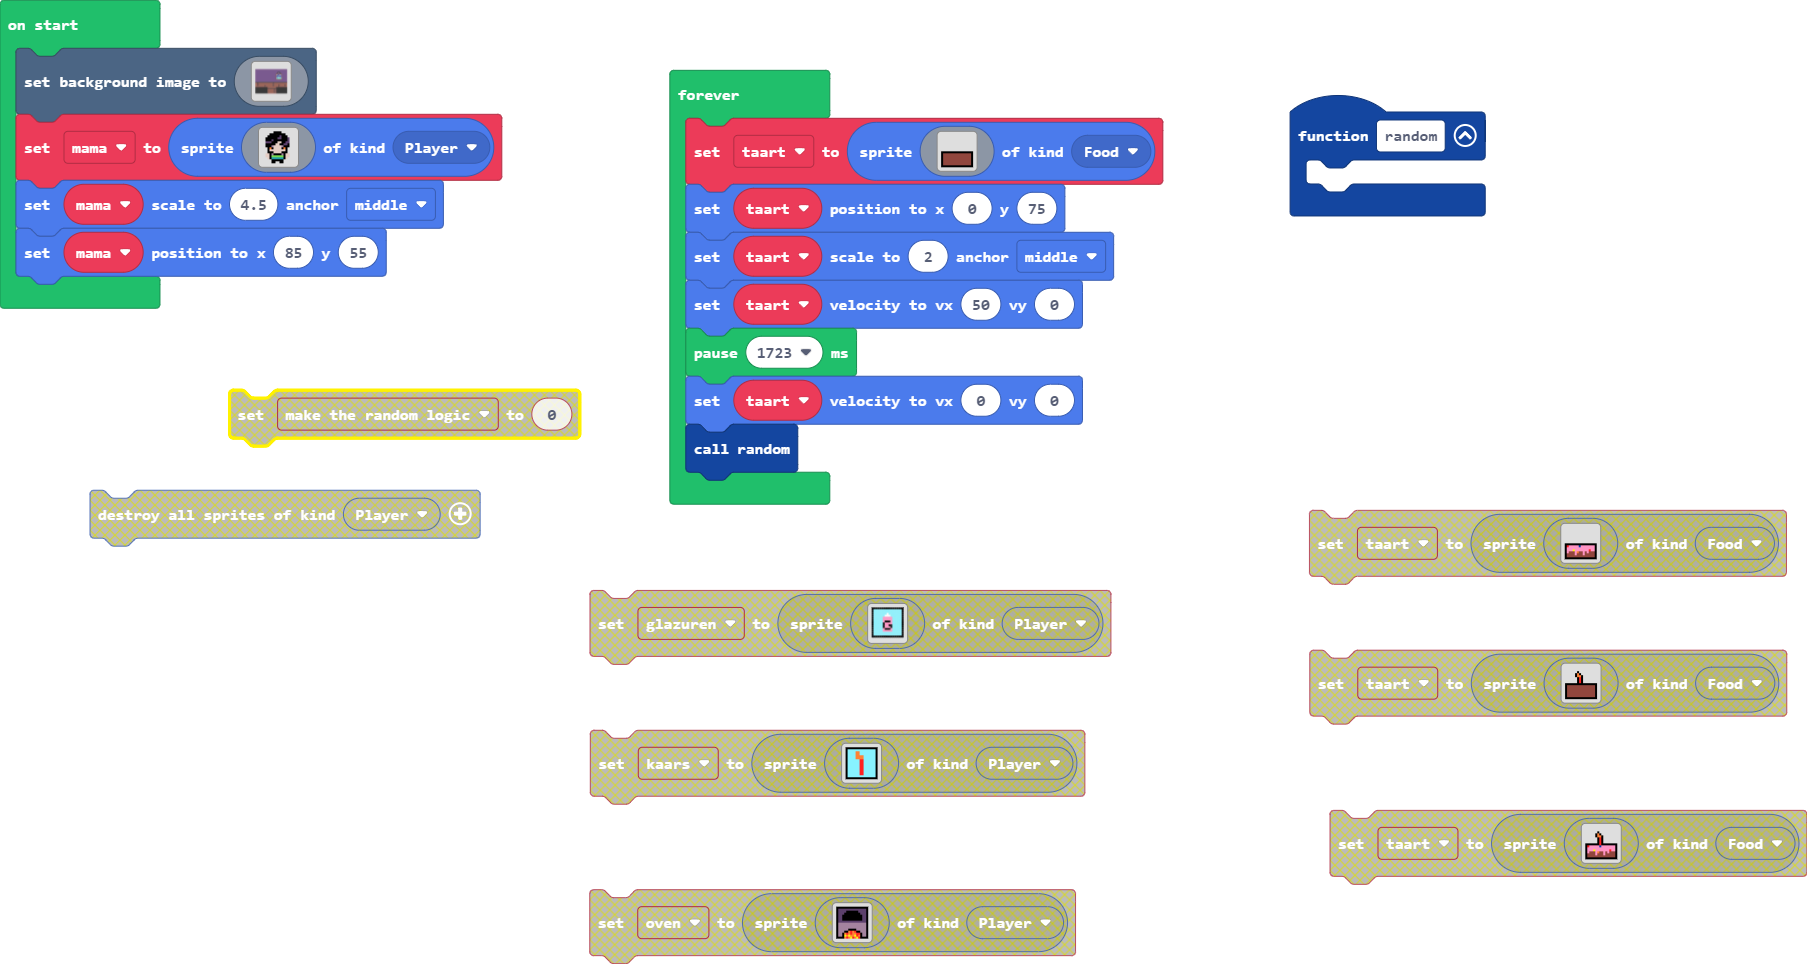 on start
set background image to
set mama to sprite of kind Player
set mama scale to 4.5 anchor middle
set mama position to x 85 y 55
forever
set taart to sprite of kind Food
set taart position to x 0 y 75
set taart scale to 2 anchor middle
set taart velocity to vx 50 vy 0
pause 1723 ms
set taart velocity to vx 0 vy 0
call random
function random
set make the random logic to 0
destroy all sprites of kind Player
set glazuren to sprite of kind Player
set kaars to sprite of kind Player
set oven to sprite of kind Player
set taart to sprite of kind Food
set taart to sprite of kind Food
set taart to sprite of kind Food